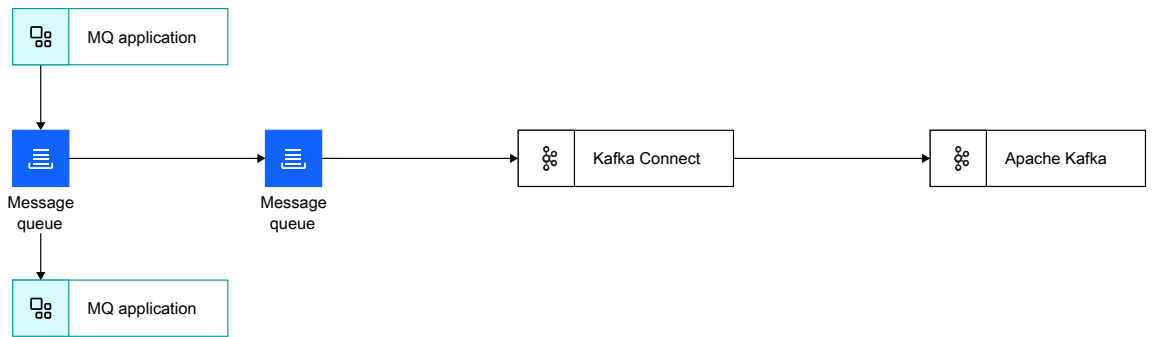 MQ application
Message
queue
Message
queue
Kafka Connect
Apache Kafka
MQ application